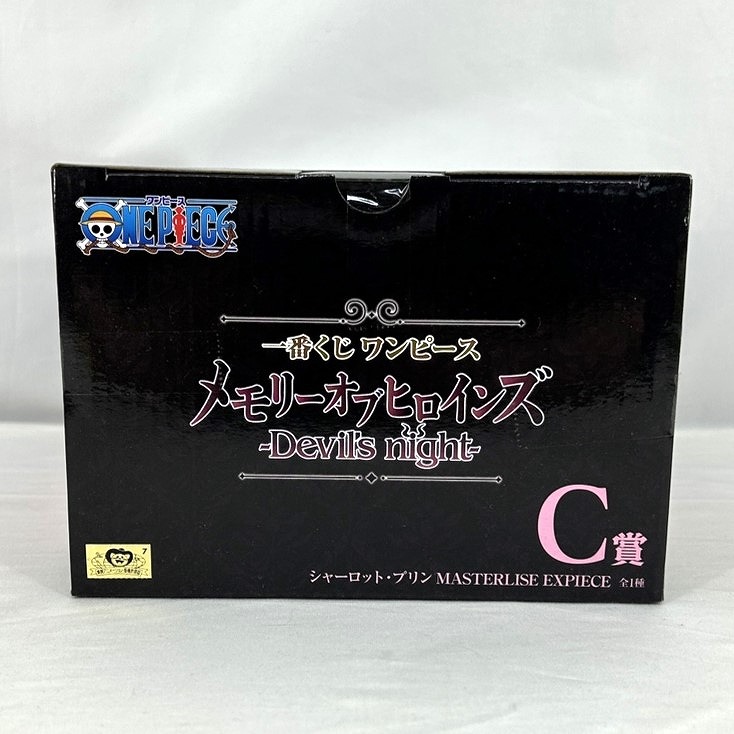 ワンピース
ONE PIECE
一番くじ ワンピース
メモリーオブヒロインズ
-Devil's night-
C賞
シャーロット・プリン MASTERLISE EXPIECE 全1種
7